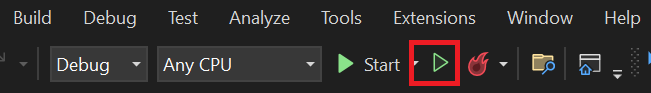 Build Debug Test Analyze Tools Extensions Window Help
Debug Any CPU Start